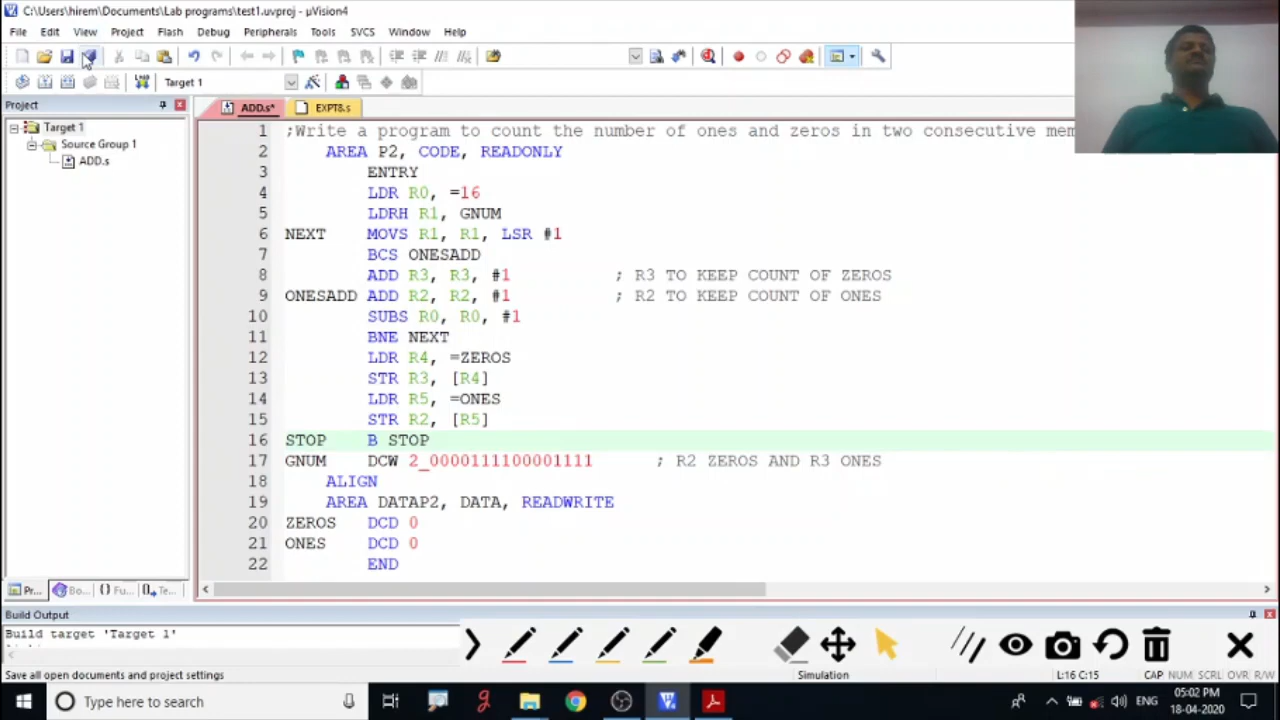 C:\Users\hirem\Documents\Lab programs\test1.uvproj - µVision4
File Edit View Project Flash Debug Peripherals Tools SVCS Window Help
Target 1
Project
ADD.s* EXPT8.s
Target 1
Source Group 1
ADD.s
1 ;Write a program to count the number of ones and zeros in two consecutive mem
2 AREA P2, CODE, READONLY
3 ENTRY
4 LDR R0, =16
5 LDRH R1, GNUM
6 NEXT MOVS R1, R1, LSR #1
7 BCS ONESADD
8 ADD R3, R3, #1 ; R3 TO KEEP COUNT OF ZEROS
9 ONESADD ADD R2, R2, #1 ; R2 TO KEEP COUNT OF ONES
10 SUBS R0, R0, #1
11 BNE NEXT
12 LDR R4, =ZEROS
13 STR R3, [R4]
14 LDR R5, =ONES
15 STR R2, [R5]
16 STOP B STOP
17 GNUM DCW 2_0000111100001111 ; R2 ZEROS AND R3 ONES
18 ALIGN
19 AREA DATAP2, DATA, READWRITE
20 ZEROS DCD 0
21 ONES DCD 0
22 END
Pr... Bo... {} Fu... Te...
Build Output
Build target 'Target 1'
Save all open documents and project settings Simulation L:16 C:15 CAP NUM SCRL OVR R/W
Type here to search ENG 05:02 PM
18-04-2020